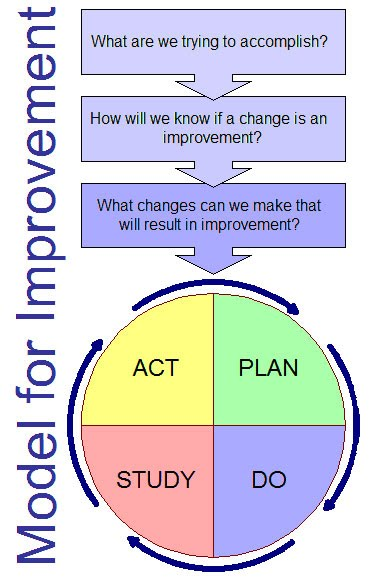 Model for Improvement
What are we trying to accomplish?
How will we know if a change is an
improvement?
What changes can we make that
will result in improvement?
ACT
PLAN
STUDY
DO